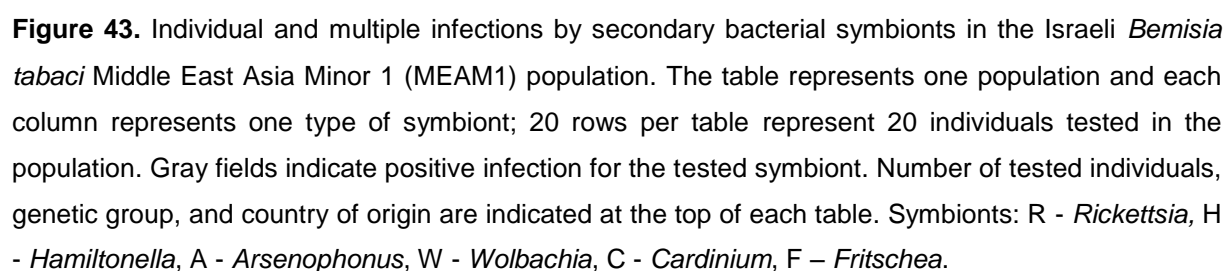 Figure 43. Individual and multiple infections by secondary bacterial symbionts in the Israeli Bemisia
tabaci Middle East Asia Minor 1 (MEAM1) population. The table represents one population and each
column represents one type of symbiont; 20 rows per table represent 20 individuals tested in the
population. Gray fields indicate positive infection for the tested symbiont. Number of tested individuals,
genetic group, and country of origin are indicated at the top of each table. Symbionts: R - Rickettsia, H
- Hamiltonella, A - Arsenophonus, W - Wolbachia, C - Cardinium, F – Fritschea.